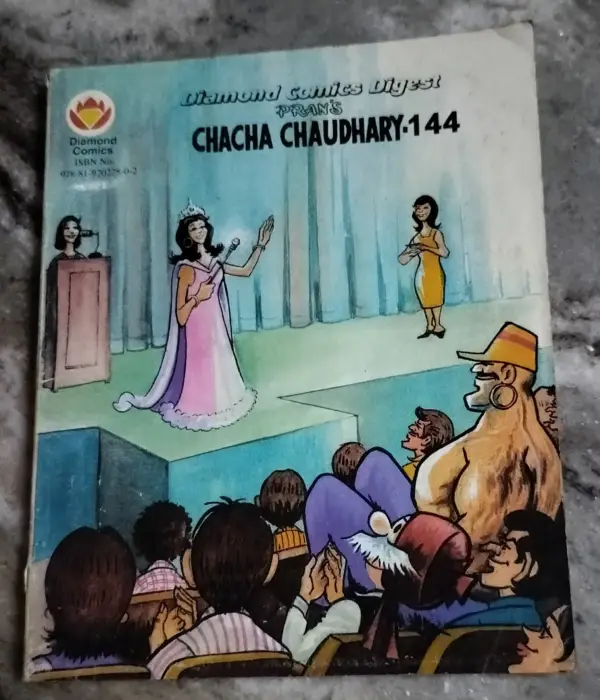 Diamond Comics Digest
PRAN'S
CHACHA CHAUDHARY-144
Diamond
Comics
ISBN No.